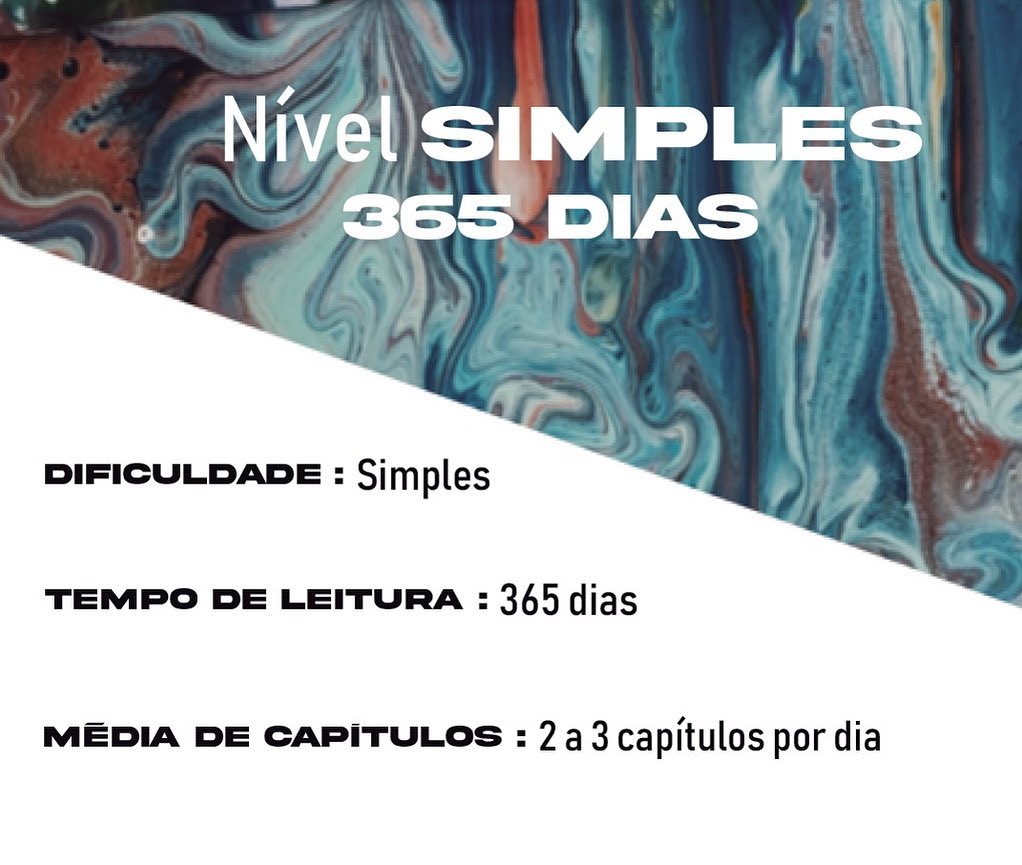 Nível SIMPLES
365 DIAS
DIFICULDADE : Simples
TEMPO DE LEITURA : 365 dias
MÉDIA DE CAPÍTULOS : 2 a 3 capítulos por dia